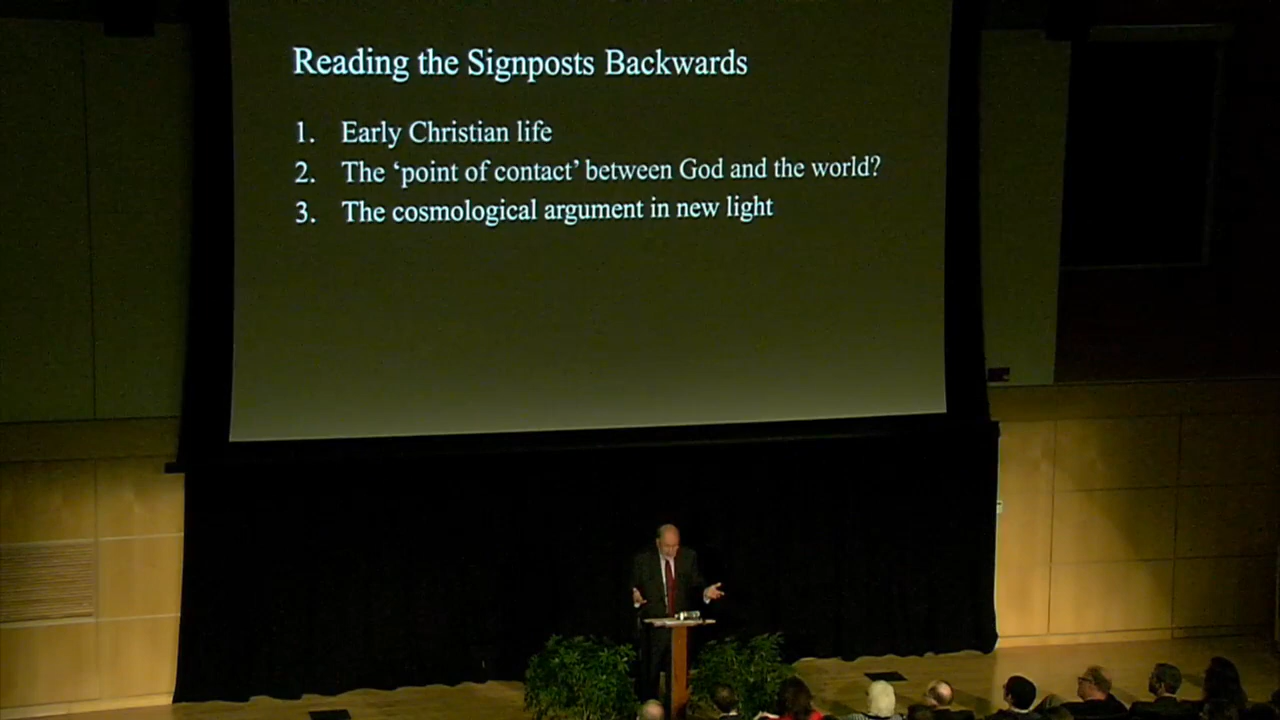 Reading the Signposts Backwards
1. Early Christian life
2. The ‘point of contact’ between God and the world?
3. The cosmological argument in new light